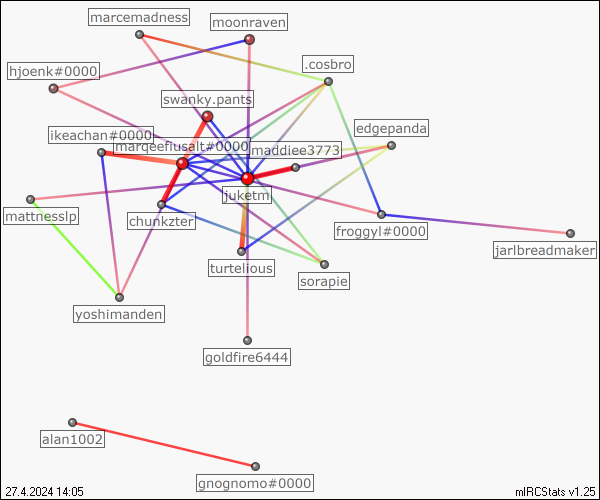 marcemadness
moonraven
.cosbro
hjoenk#0000
swanky.pants
edgepanda
ikeachan#0000
marqeefiusalt#0000
maddiee3773
juketm
mattnesslp
chunkzter
froggyl#0000
jarlbreadmaker
turtelious
sorapie
yoshimanden
goldfire6444
alan1002
gnognomo#0000
27.4.2024 14:05
mIRCStats v1.25